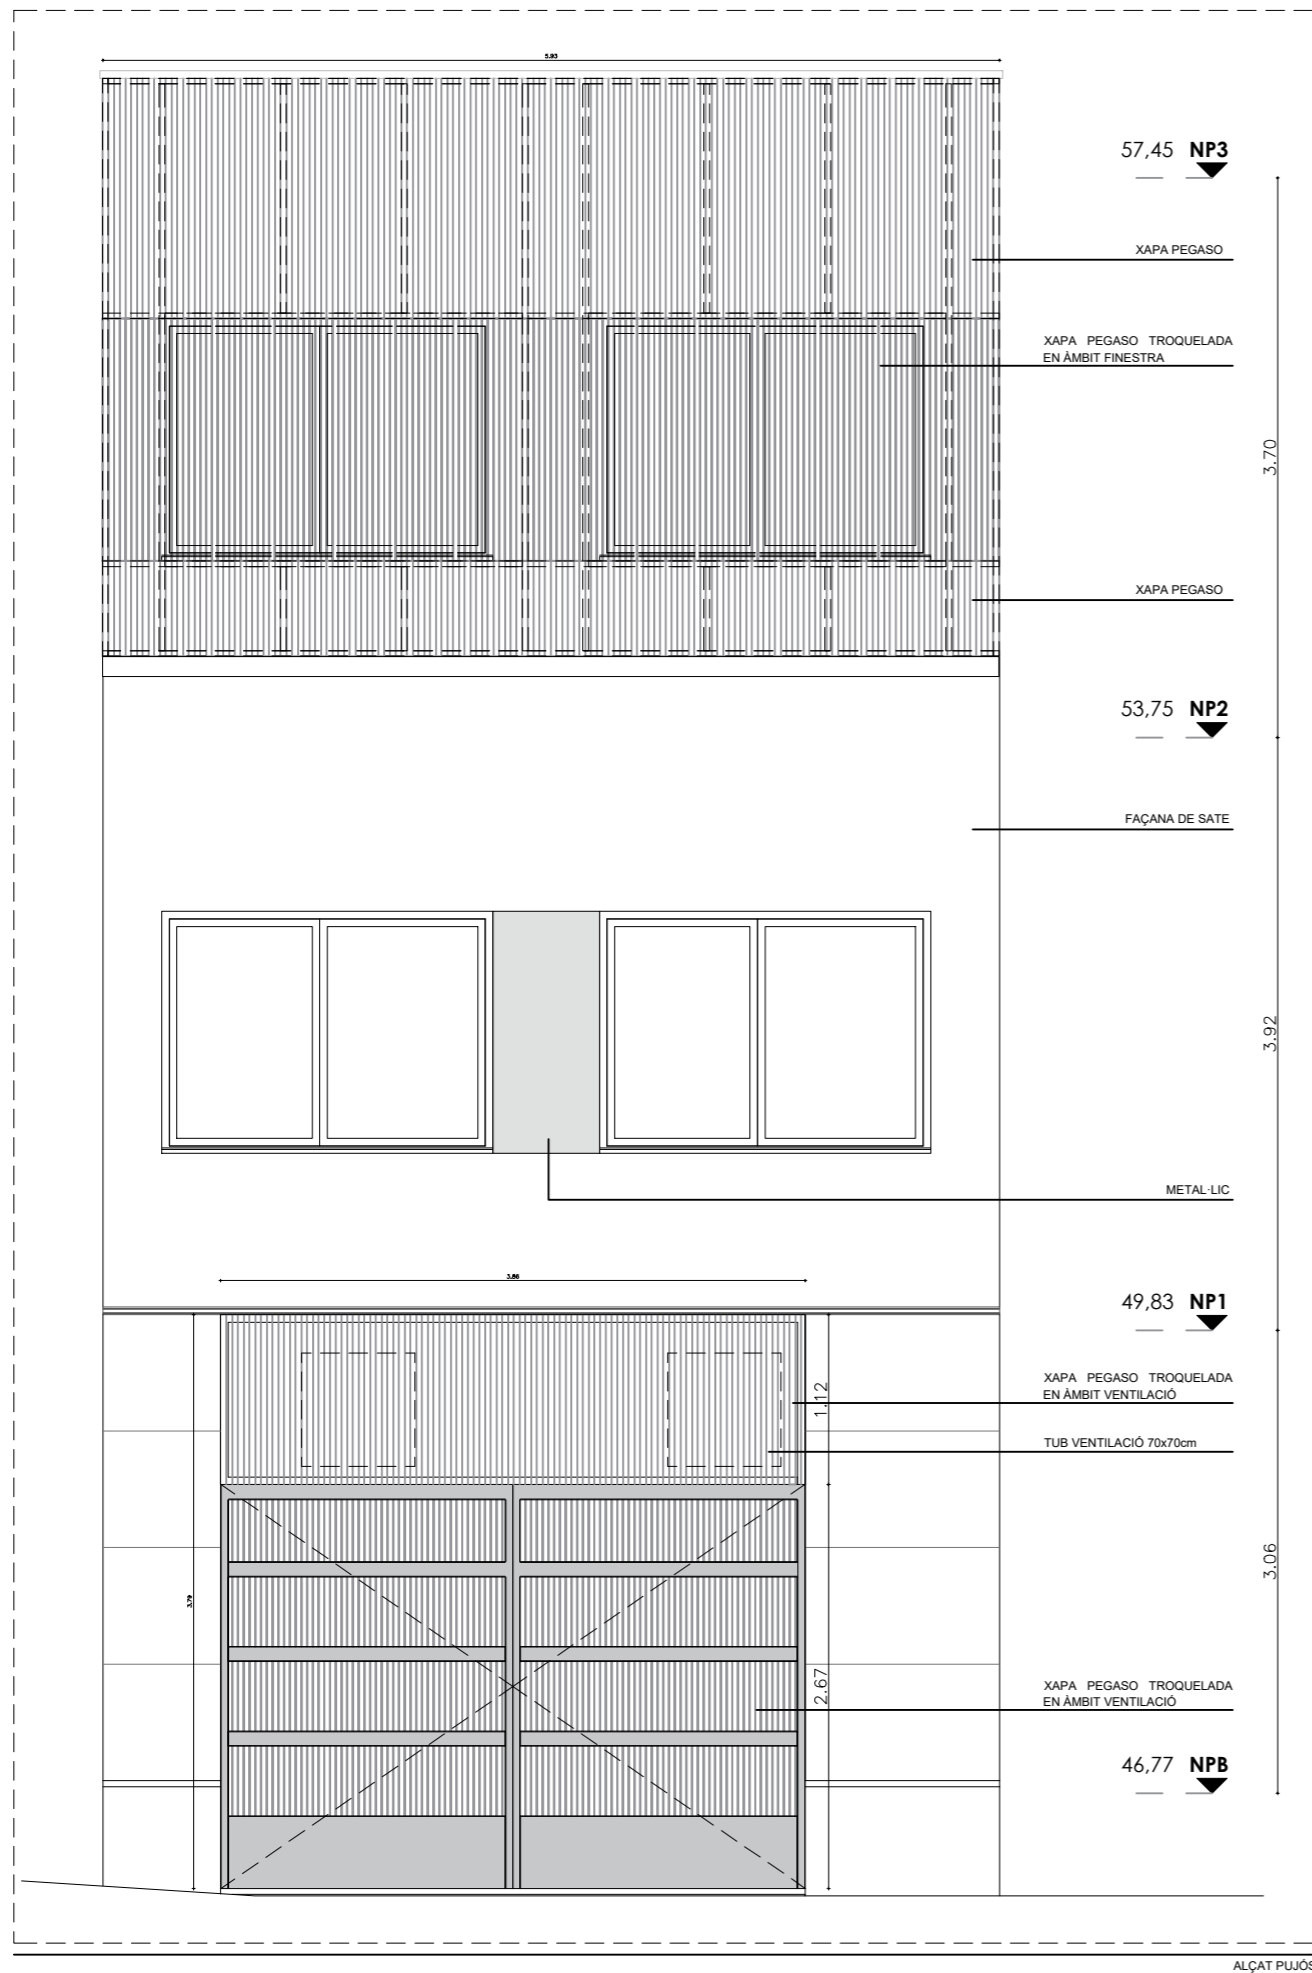 5.93
57,45 NP3
XAPA PEGASO
XAPA PEGASO TROQUELADA
EN ÀMBIT FINESTRA
3.70
XAPA PEGASO
53,75 NP2
FAÇANA DE SATE
3.92
METAL·LIC
3.86
49,83 NP1
XAPA PEGASO TROQUELADA
EN ÀMBIT VENTILACIÓ
1.12
TUB VENTILACIÓ 70x70cm
3.06
3.79
2.67
XAPA PEGASO TROQUELADA
EN ÀMBIT VENTILACIÓ
46,77 NPB
ALÇAT PUJÓS